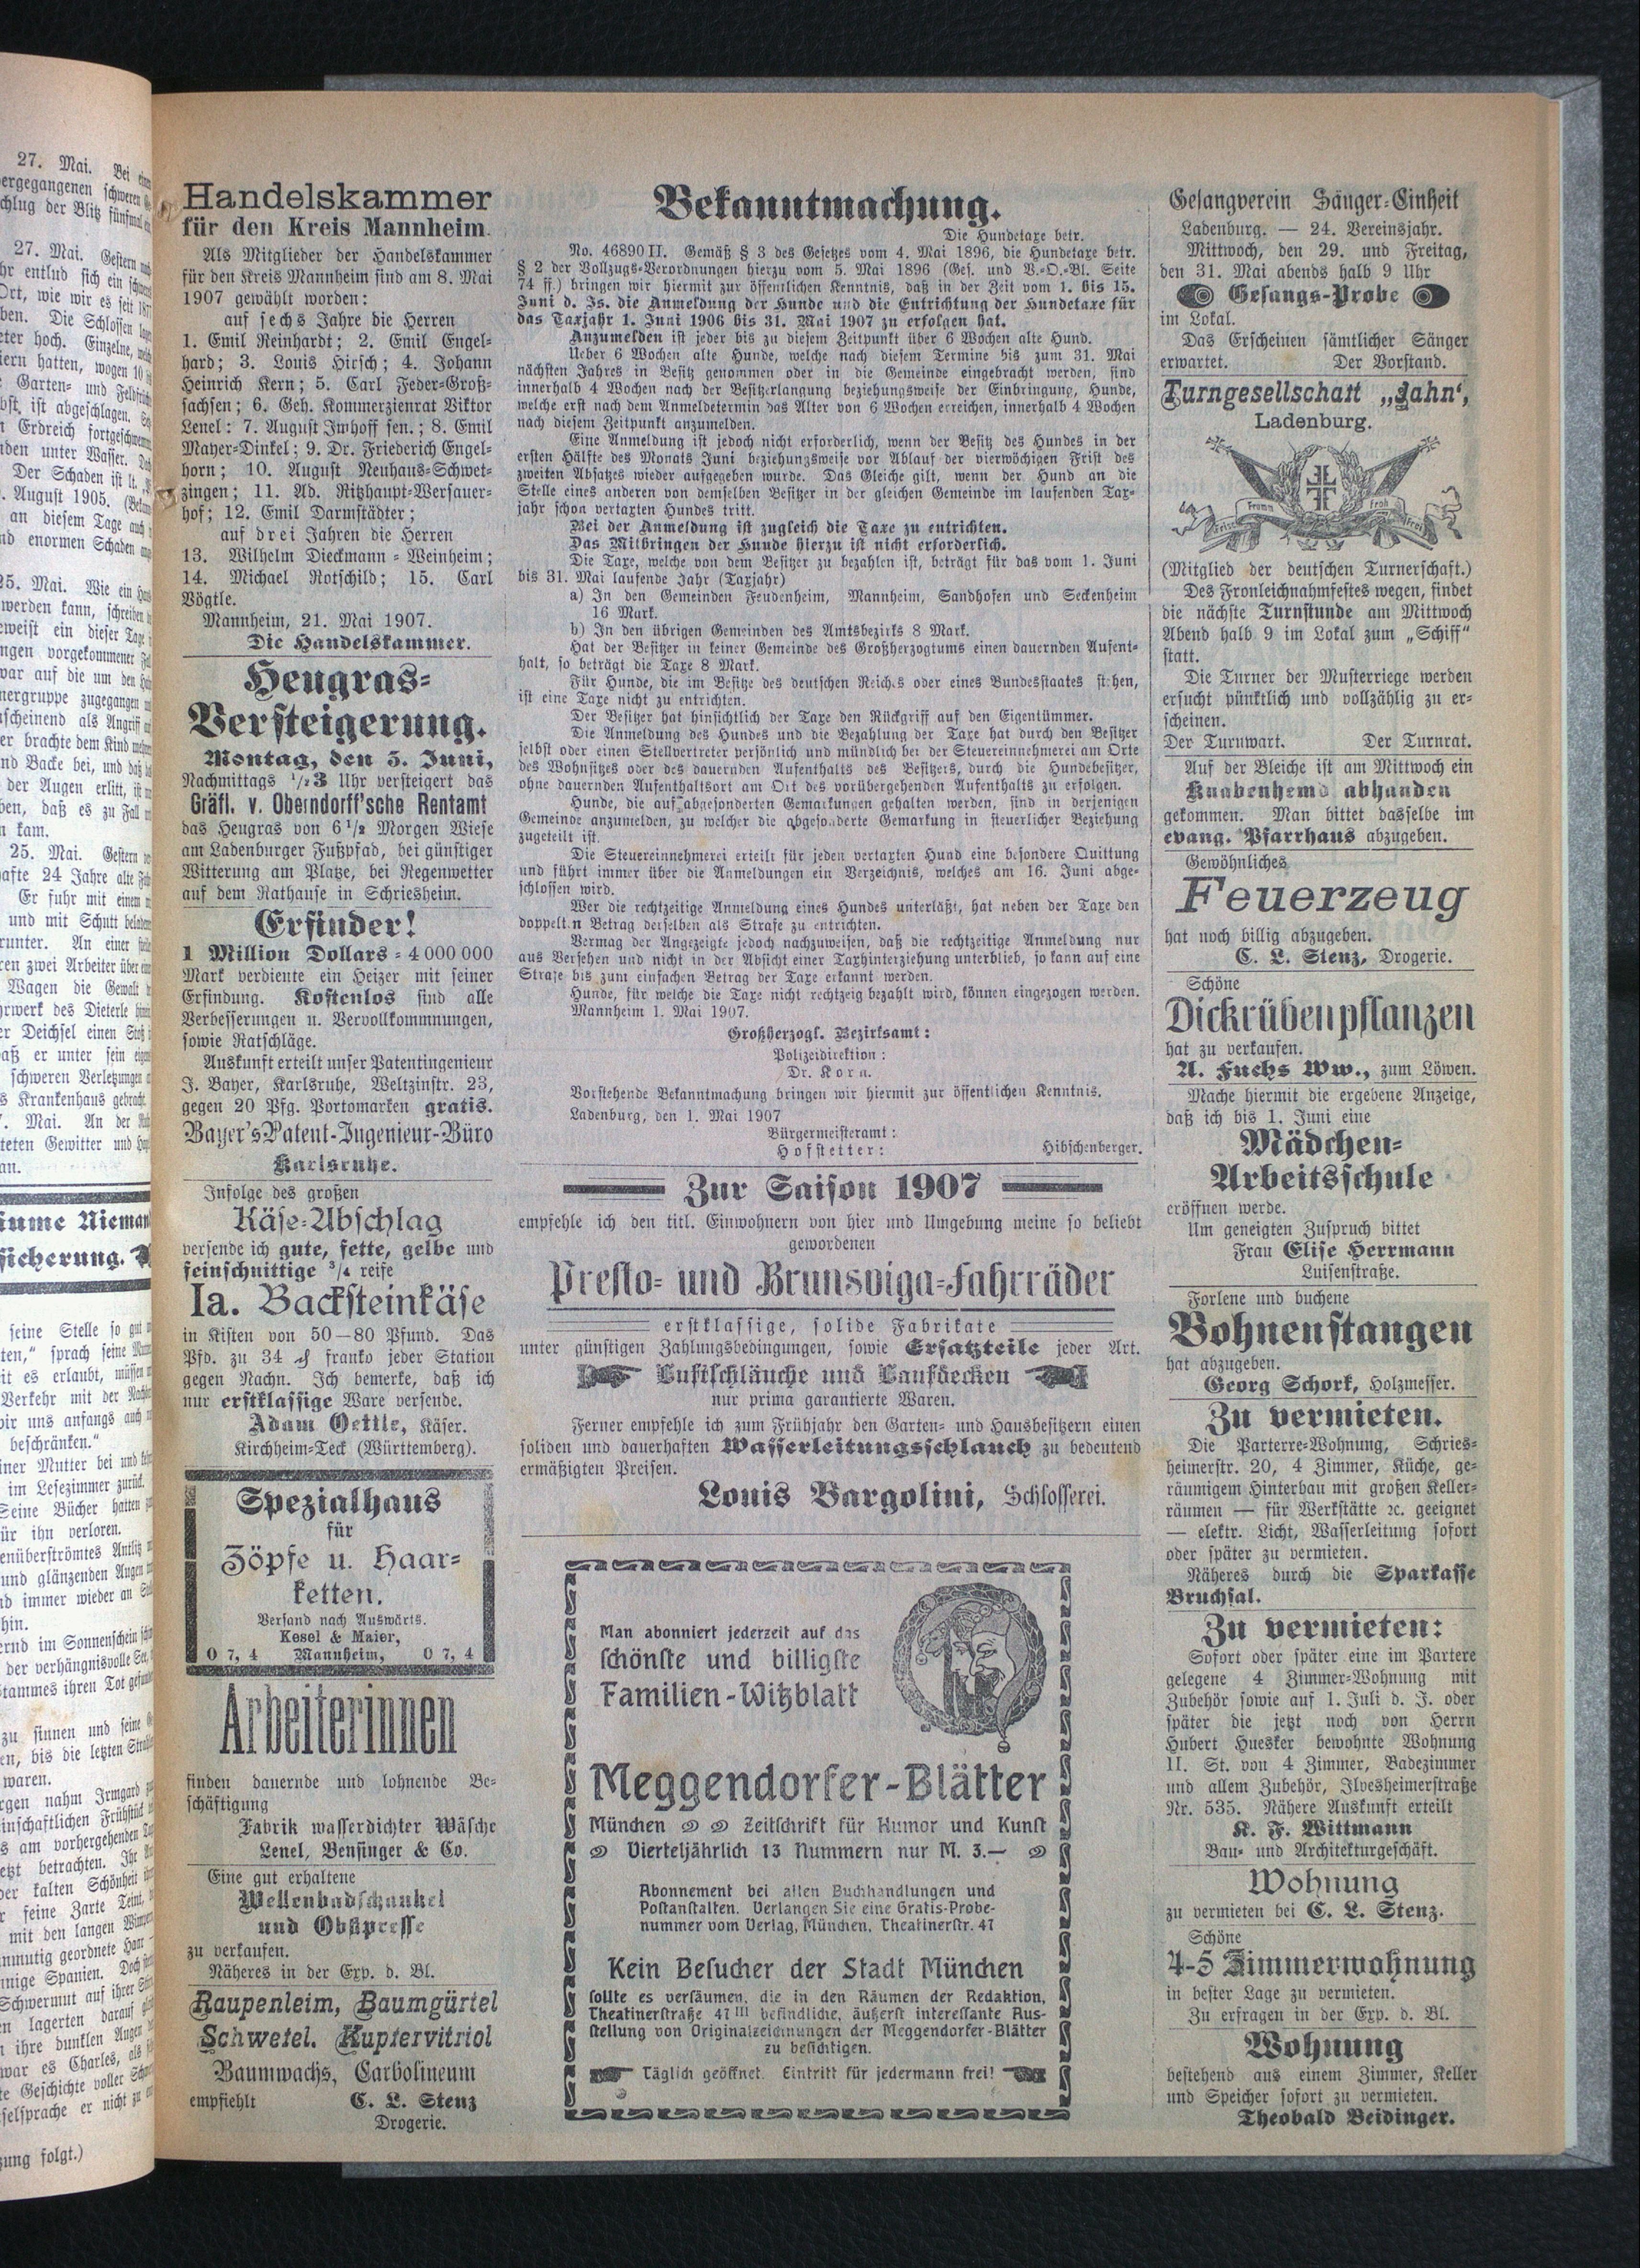 Handelskammer
für den Kreis Mannheim.
Als Mitglieder der Handelskammer
für den Kreis Mannheim sind am 8. Mai
1907 gewählt worden:
auf sechs Jahre die Herren
1. Emil Reinhardt; 2. Emil Engel-
hard; 3. Louis Hirsch; 4. Johann
Heinrich Kern; 5. Carl Feder-Groß-
sachsen; 6. Geh. Kommerzienrat Viktor
Lenel: 7. August Imhoff sen.; 8. Emil
Mayer-Dinkel; 9. Dr. Friederich Engel-
horn; 10. August Neuhaus-Schwet-
zingen; 11. Ad. Ritzhaupt-Wersauer-
hof; 12. Emil Darmstädter;
auf drei Jahren die Herren
13. Wilhelm Dieckmann-Weinheim;
14. Michael Rotschild; 15. Carl
Vögtle.
Mannheim, 21. Mai 1907.
Die Handelskammer.
Heugras-
Versteigerung.
Montag, den 5. Juni,
Nachmittags 1/23 Uhr versteigert das
Gräfl. v. Oberndorff'sche Rentamt
das Heugras von 6 1/2 Morgen Wiese
am Ladenburger Fußpfad, bei günstiger
Witterung am Platze, bei Regenwetter
auf dem Rathause in Schriesheim.
Erfinder!
1 Million Dollars = 4 000 000
Mark verdiente ein Heizer mit seiner
Erfindung. Kostenlos sind alle
Verbesserungen u. Vervollkommnungen,
sowie Ratschläge.
Auskunft erteilt unser Patentingenieur
J. Bayer, Karlsruhe, Weltzinstr. 23,
gegen 20 Pfg. Portomarken gratis.
Bayer's Patent-Ingenieur-Büro
Karlsruhe.
Infolge des großen
Käse-Abschlag
versende ich gute, fette, gelbe und
feinschnittige 3/4 reife
Ia. Backsteinkäse
in Kisten von 50—80 Pfund. Das
Pfd. zu 34 ₰ franko jeder Station
gegen Nachn. Ich bemerke, daß ich
nur erstklassige Ware versende.
Adam Oettle, Käser.
Kirchheim-Teck (Württemberg).
Spezialhaus
für
Zöpfe u. Haar-
ketten.
Versand nach Auswärts.
Kesel & Maier,
O 7, 4 Mannheim, O 7, 4
Arbeiterinnen
finden dauernde und lohnende Be-
schäftigung
Fabrik wasserdichter Wäsche
Lenel, Bensinger & Co.
Eine gut erhaltene
Wellenbadschaukel
und Obstpresse
zu verkaufen.
Näheres in der Exp. d. Bl.
Raupenleim, Baumgürtel
Schwefel. Kupfervitriol
Baumwachs, Carbolineum
empfiehlt C. L. Stenz
Drogerie.
Bekanntmachung.
Die Hundetaxe betr.
No. 46890 II. Gemäß § 3 des Gesetzes vom 4. Mai 1896, die Hundetaxe betr.
§ 2 der Vollzugs-Verordnungen hierzu vom 5. Mai 1896 (Ges. und V.-O.-Bl. Seite
74 ff.) bringen wir hiermit zur öffentlichen Kenntnis, daß in der Zeit vom 1. bis 15.
Juni d. Js. die Anmeldung der Hunde und die Entrichtung der Hundetaxe für
das Taxjahr 1. Juni 1906 bis 31. Mai 1907 zu erfolgen hat.
Anzumelden ist jeder bis zu diesem Zeitpunkt über 6 Wochen alte Hund.
Ueber 6 Wochen alte Hunde, welche nach diesem Termine bis zum 31. Mai
nächsten Jahres in Besitz genommen oder in die Gemeinde eingebracht werden, sind
innerhalb 4 Wochen nach der Besitzerlangung beziehungsweise der Einbringung, Hunde,
welche erst nach dem Anmeldetermin das Alter von 6 Wochen erreichen, innerhalb 4 Wochen
nach diesem Zeitpunkt anzumelden.
Eine Anmeldung ist jedoch nicht erforderlich, wenn der Besitz des Hundes in der
ersten Hälfte des Monats Juni beziehungsweise vor Ablauf der vierwöchigen Frist des
zweiten Absatzes wieder aufgegeben wurde. Das Gleiche gilt, wenn der Hund an die
Stelle eines anderen von demselben Besitzer in der gleichen Gemeinde im laufenden Tax-
jahr schon vertaxten Hundes tritt.
Bei der Anmeldung ist zugleich die Taxe zu entrichten.
Das Mitbringen der Hunde hierzu ist nicht erforderlich.
Die Taxe, welche von dem Besitzer zu bezahlen ist, beträgt für das vom 1. Juni
bis 31. Mai laufende Jahr (Taxjahr)
a) In den Gemeinden Feudenheim, Mannheim, Sandhofen und Seckenheim
16 Mark.
b) In den übrigen Gemeinden des Amtsbezirks 8 Mark.
Hat der Besitzer in keiner Gemeinde des Großherzogtums einen dauernden Aufent-
halt, so beträgt die Taxe 8 Mark.
Für Hunde, die im Besitze des deutschen Reiches oder eines Bundesstaates stehen,
ist eine Taxe nicht zu entrichten.
Der Besitzer hat hinsichtlich der Taxe den Rückgriff auf den Eigentümmer.
Die Anmeldung des Hundes und die Bezahlung der Taxe hat durch den Besitzer
selbst oder einen Stellvertreter persönlich und mündlich bei der Steuereinnehmerei am Orte
des Wohnsitzes oder des dauernden Aufenthalts des Besitzers, durch die Hundebesitzer,
ohne dauernden Aufenthaltsort am Ort des vorübergehenden Aufenthalts zu erfolgen.
Hunde, die auf abgesonderten Gemarkungen gehalten werden, sind in derjenigen
Gemeinde anzumelden, zu welcher die abgesonderte Gemarkung in steuerlicher Beziehung
zugeteilt ist.
Die Steuereinnehmerei erteilt für jeden vertaxten Hund eine besondere Quittung
und führt immer über die Anmeldungen ein Verzeichnis, welches am 16. Juni abge-
schlossen wird.
Wer die rechtzeitige Anmeldung eines Hundes unterläßt, hat neben der Taxe den
doppelten Betrag derselben als Strafe zu entrichten.
Vermag der Angezeigte jedoch nachzuweisen, daß die rechtzeitige Anmeldung nur
aus Versehen und nicht in der Absicht einer Taxhinterziehung unterblieb, so kann auf eine
Strafe bis zum einfachen Betrag der Taxe erkannt werden.
Hunde, für welche die Taxe nicht rechtzeig bezahlt wird, können eingezogen werden.
Mannheim 1. Mai 1907.
Großherzogl. Bezirksamt:
Polizeidirektion:
Dr. Korn.
Vorstehende Bekanntmachung bringen wir hiermit zur öffentlichen Kenntnis.
Ladenburg, den 1. Mai 1907
Bürgermeisteramt:
Hofstetter: Hibschenberger.
Zur Saison 1907
empfehle ich den titl. Einwohnern von hier und Umgebung meine so beliebt
gewordenen
Presto- und Brunsviga-Fahrräder
erstklassige, solide Fabrikate
unter günstigen Zahlungsbedingungen, sowie Ersatzteile jeder Art.
Luftschläuche und Laufdecken
nur prima garantierte Waren.
Ferner empfehle ich zum Frühjahr den Garten- und Hausbesitzern einen
soliden und dauerhaften Wasserleitungsschlauch zu bedeutend
ermäßigten Preisen.
Louis Bargolini, Schlosserei.
Man abonniert jederzeit auf das
schönste und billigste
Familien-Witzblatt
Meggendorfer-Blätter
München Zeitschrift für Humor und Kunst
Vierteljährlich 13 Nummern nur M. 3.—
Abonnement bei allen Buchhandlungen und
Postanstalten. Verlangen Sie eine Gratis-Probe-
nummer vom Verlag, München, Theatinerstr. 47
Kein Besucher der Stadt München
sollte es versäumen, die in den Räumen der Redaktion,
Theatinerstraße 47 III befindliche, äußerst interessante Aus-
stellung von Originalzeichnungen der Meggendorfer-Blätter
zu besichtigen.
Täglich geöffnet. Eintritt für jedermann frei!
Gesangverein Sänger-Einheit
Ladenburg. — 24. Vereinsjahr.
Mittwoch, den 29. und Freitag,
den 31. Mai abends halb 9 Uhr
Gesangs-Probe
im Lokal.
Das Erscheinen sämtlicher Sänger
erwartet. Der Vorstand.
Turngesellschaft „Jahn“,
Ladenburg.
Frisch Fromm Froh Frei
(Mitglied der deutschen Turnerschaft.)
Des Fronleichnahmfestes wegen, findet
die nächste Turnstunde am Mittwoch
Abend halb 9 im Lokal zum „Schiff“
statt.
Die Turner der Musterriege werden
ersucht pünktlich und vollzählig zu er-
scheinen.
Der Turnwart. Der Turnrat.
Auf der Bleiche ist am Mittwoch ein
Knabenhemd abhanden
gekommen. Man bittet dasselbe im
evang. Pfarrhaus abzugeben.
Gewöhnliches
Feuerzeug
hat noch billig abzugeben.
C. L. Stenz, Drogerie.
Schöne
Dickrübenpflanzen
hat zu verkaufen.
A. Fuchs Ww., zum Löwen.
Mache hiermit die ergebene Anzeige,
daß ich bis 1. Juni eine
Mädchen-
Arbeitsschule
eröffnen werde.
Um geneigten Zuspruch bittet
Frau Elise Herrmann
Luisenstraße.
Forlene und buchene
Bohnenstangen
hat abzugeben.
Georg Schork, Holzmesser.
Zu vermieten.
Die Parterre-Wohnung, Schries-
heimerstr. 20, 4 Zimmer, Küche, ge-
räumigem Hinterbau mit großen Keller-
räumen — für Werkstätte ꝛc. geeignet
— elektr. Licht, Wasserleitung sofort
oder später zu vermieten.
Näheres durch die Sparkasse
Bruchsal.
Zu vermieten:
Sofort oder später eine im Partere
gelegene 4 Zimmer-Wohnung mit
Zubehör sowie auf 1. Juli d. J. oder
später die jetzt noch von Herrn
Hubert Huesker bewohnte Wohnung
II. St. von 4 Zimmer, Badezimmer
und allem Zubehör, Ilvesheimerstraße
Nr. 535. Nähere Auskunft erteilt
K. F. Wittmann
Bau- und Architekturgeschäft.
Wohnung
zu vermieten bei C. L. Stenz.
Schöne
4-5 Zimmerwohnung
in bester Lage zu vermieten.
Zu erfragen in der Exp. d. Bl.
Wohnung
bestehend aus einem Zimmer, Keller
und Speicher sofort zu vermieten.
Theobald Beidinger.